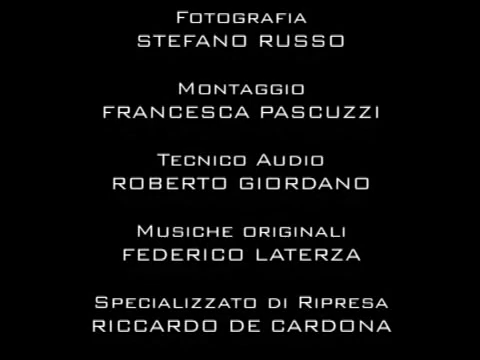 Fotografia
STEFANO RUSSO
Montaggio
FRANCESCA PASCUZZI
Tecnico Audio
ROBERTO GIORDANO
Musiche originali
FEDERICO LATERZA
Specializzato di Ripresa
RICCARDO DE CARDONA